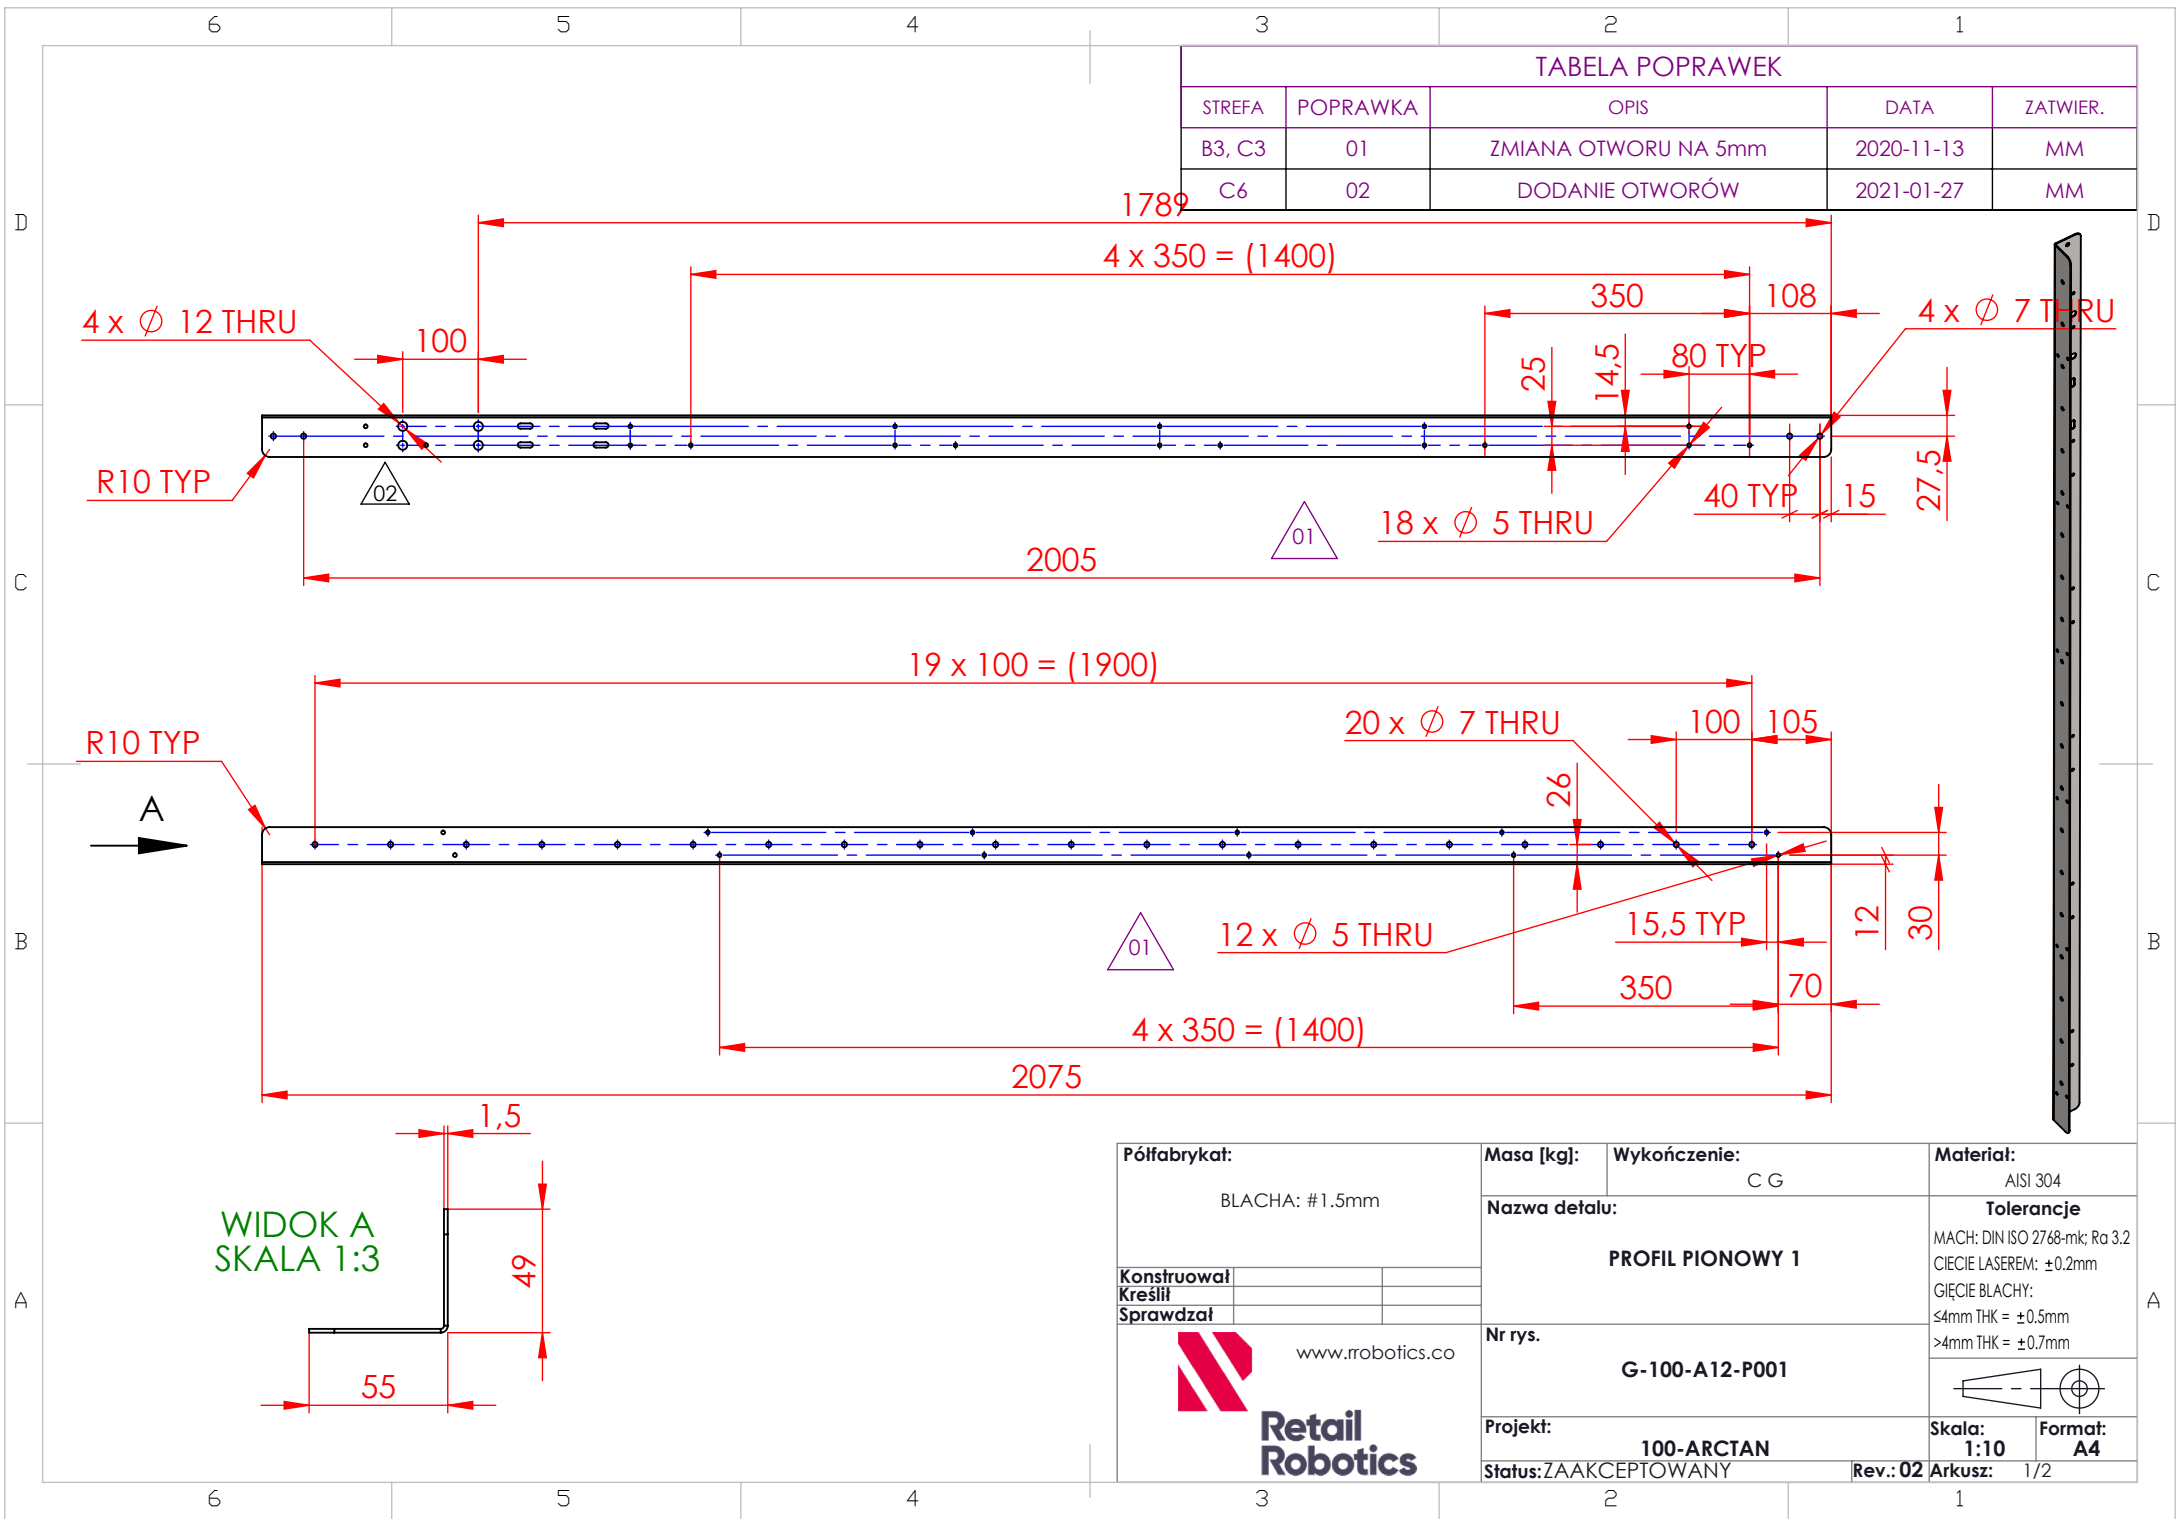 6 5 4 3 2 1
TABELA POPRAWEK
STREFA POPRAWKA OPIS DATA ZATWIER.
B3, C3 01 ZMIANA OTWORU NA 5mm 2020-11-13 MM
C6 02 DODANIE OTWORÓW 2021-01-27 MM
D D
1789
4 x 350 = (1400)
350 108
4 x Ø 12 THRU
4 x Ø 7 THRU
100
25
14,5
80 TYP
R10 TYP
02
01
18 x Ø 5 THRU
40 TYP 15
27,5
2005
C C
19 x 100 = (1900)
R10 TYP
20 x Ø 7 THRU
100 105
A
26
01
12 x Ø 5 THRU
15,5 TYP
12
30
B B
350 70
4 x 350 = (1400)
2075
1,5
WIDOK A
SKALA 1:3
49
55
A A
Półfabrykat:
BLACHA: #1.5mm
Masa [kg]:
Wykończenie:
C G
Materiał:
AISI 304
Nazwa detalu:
PROFIL PIONOWY 1
Tolerancje
MACH: DIN ISO 2768-mk; Ra 3.2
CIECIE LASEREM: ±0.2mm
GIĘCIE BLACHY:
≤4mm THK = ±0.5mm
>4mm THK = ±0.7mm
Konstruował
Kreślił
Sprawdzał
www.rrobotics.co
Retail
Robotics
Nr rys.
G-100-A12-P001
Projekt:
100-ARCTAN
Skala:
1:10
Format:
A4
Status: ZAAKCEPTOWANY
Rev.: 02
Arkusz: 1/2
6 5 4 3 2 1